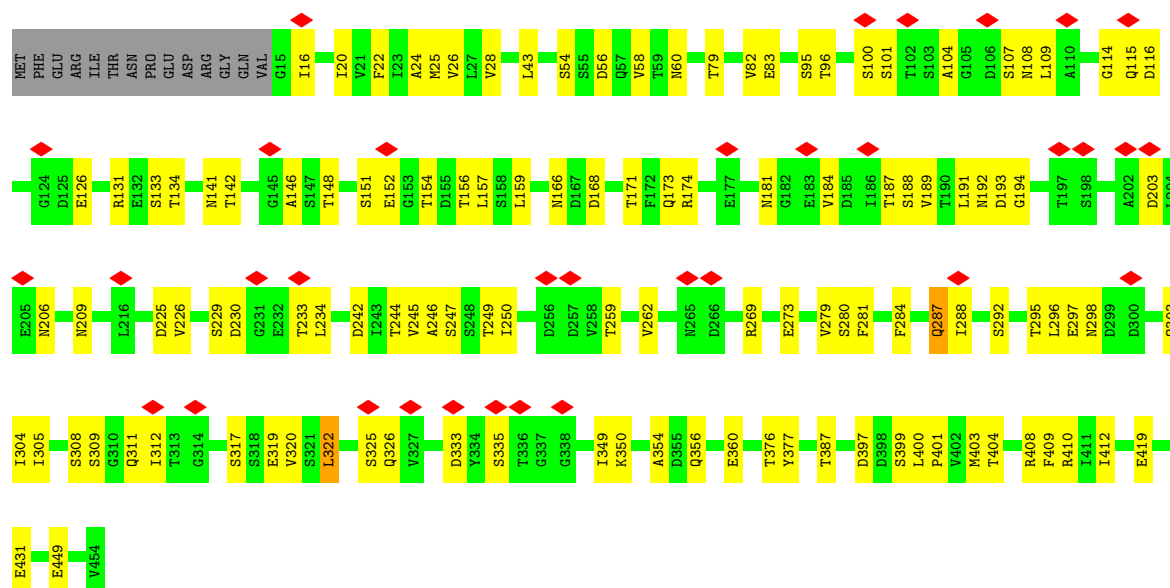 MET PHE GLU ARG ILE THR ASN PRO GLU ASP ARG GLY GLN VAL G15 I16 I20 V21 F22 I23 A24 M25 V26 L27 V28 L43 S54 S55 D56 Q57 V58 T59 N60 T79 V82 E83 S95 T96 S100 S101 T102 S103 A104 G105 D106 S107 N108 L109 A110 G114 Q115 D116
G124 D125 E126 R131 E132 S133 T134 N141 T142 G145 A146 S147 T148 S151 E152 G153 T154 D155 T156 L157 S158 L159 N166 D167 D168 T171 F172 Q173 R174 E177 N181 G182 E183 V184 D185 I186 T187 S188 V189 T190 L191 N192 D193 G194 T197 S198 A202 D203
E205 N206 N209 L216 D225 V226 S229 D230 G231 E232 T233 L234 D242 I243 T244 V245 A246 S247 S248 T249 I250 D256 D257 V258 T259 V262 N265 D266 R269 E273 V279 S280 F281 F284 Q287 I288 S292 T295 L296 E297 N298 D299 D300
I304 I305 S308 S309 G310 Q311 I312 T313 G314 S317 S318 E319 V320 S321 L322 S325 Q326 V327 D333 Y334 S335 T336 G337 G338 I349 K350 A354 D355 Q356 E360 T376 Y377 T387 D397 D398 S399 L400 P401 V402 M403 T404 R408 F409 R410 I411 I412 E419
E431 E449 V454